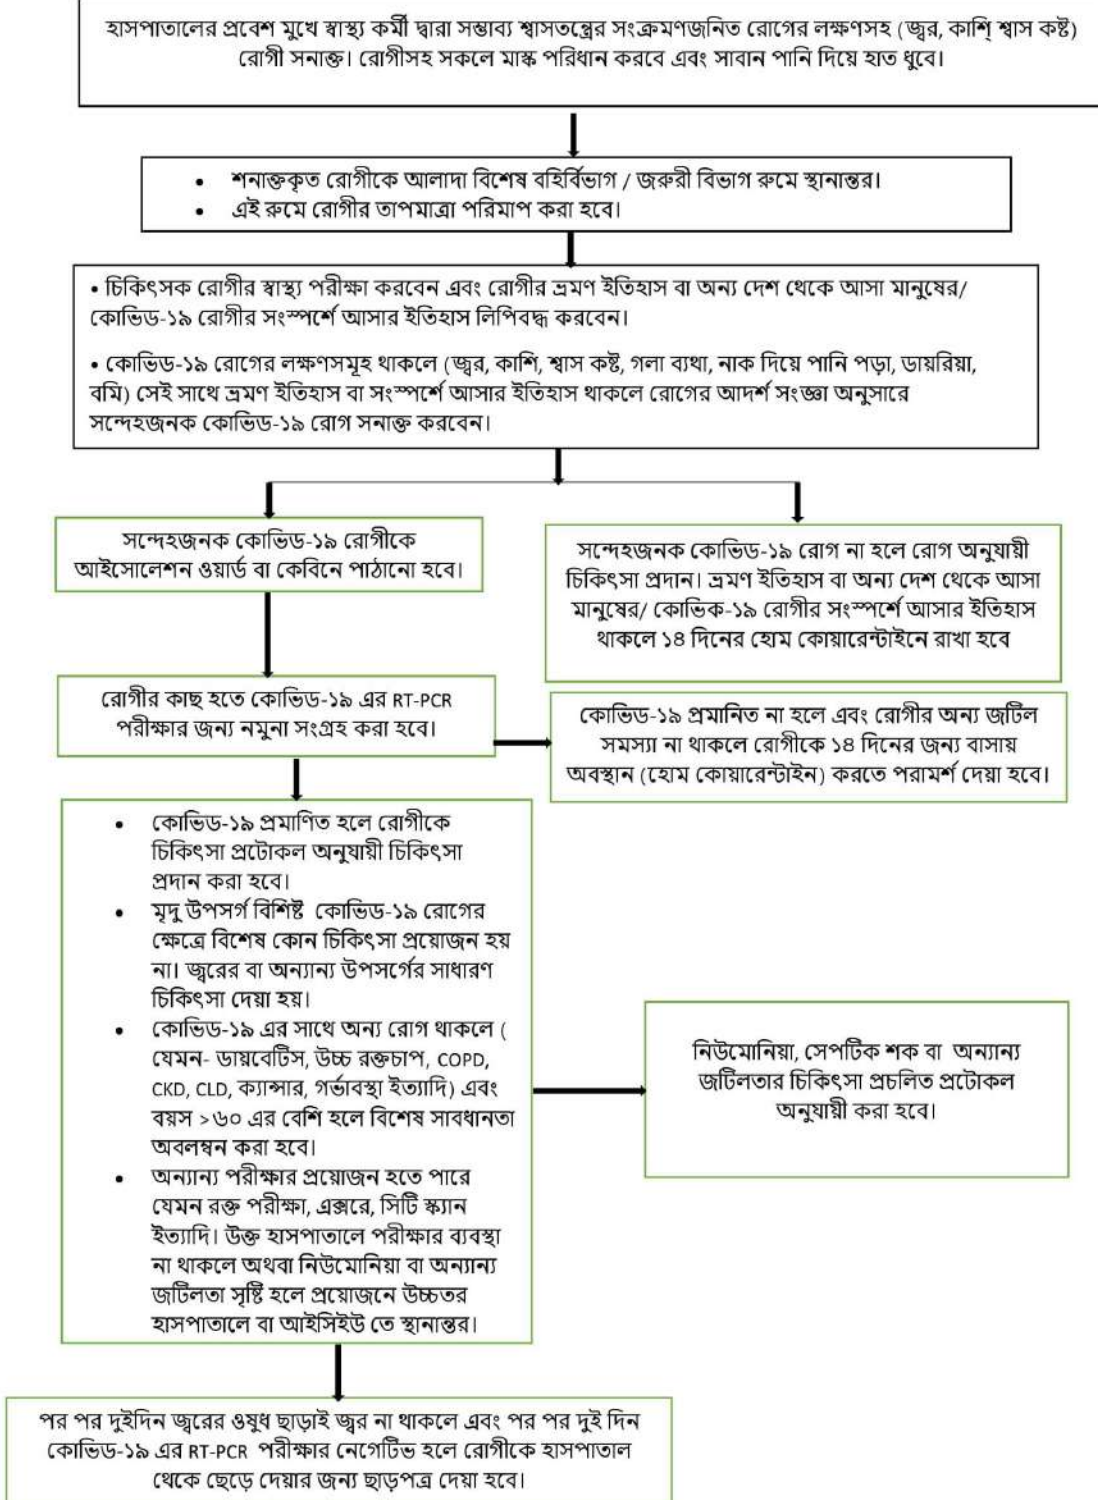 হাসপাতালের প্রবেশ মুখে স্বাস্থ্য কর্মী দ্বারা সম্ভাব্য শ্বাসতন্ত্রের সংক্রমণজনিত রোগের লক্ষণসহ (জ্বর, কাশি্ শ্বাস কষ্ট)
রোগী সনাক্ত। রোগীসহ সকলে মাস্ক পরিধান করবে এবং সাবান পানি দিয়ে হাত ধুবে।
• শনাক্তকৃত রোগীকে আলাদা বিশেষ বহির্বিভাগ / জরুরী বিভাগ রুমে স্থানান্তর।
• এই রুমে রোগীর তাপমাত্রা পরিমাপ করা হবে।
• চিকিৎসক রোগীর স্বাস্থ্য পরীক্ষা করবেন এবং রোগীর ভ্রমণ ইতিহাস বা অন্য দেশ থেকে আসা মানুষের/
কোভিড-১৯ রোগীর সংস্পর্শে আসার ইতিহাস লিপিবদ্ধ করবেন।
• কোভিড-১৯ রোগের লক্ষণসমূহ থাকলে (জ্বর, কাশি, শ্বাস কষ্ট, গলা ব্যথা, নাক দিয়ে পানি পড়া, ডায়রিয়া,
বমি) সেই সাথে ভ্রমণ ইতিহাস বা সংস্পর্শে আসার ইতিহাস থাকলে রোগের আদর্শ সংজ্ঞা অনুসারে
সন্দেহজনক কোভিড-১৯ রোগ সনাক্ত করবেন।
সন্দেহজনক কোভিড-১৯ রোগীকে
আইসোলেশন ওয়ার্ড বা কেবিনে পাঠানো হবে।
সন্দেহজনক কোভিড-১৯ রোগ না হলে রোগ অনুযায়ী
চিকিৎসা প্রদান। ভ্রমণ ইতিহাস বা অন্য দেশ থেকে আসা
মানুষের/ কোভিক-১৯ রোগীর সংস্পর্শে আসার ইতিহাস
থাকলে ১৪ দিনের হোম কোয়ারেন্টাইনে রাখা হবে
রোগীর কাছ হতে কোভিড-১৯ এর RT-PCR
পরীক্ষার জন্য নমুনা সংগ্রহ করা হবে।
কোভিড-১৯ প্রমানিত না হলে এবং রোগীর অন্য জটিল
সমস্যা না থাকলে রোগীকে ১৪ দিনের জন্য বাসায়
অবস্থান (হোম কোয়ারেন্টাইন) করতে পরামর্শ দেয়া হবে।
• কোভিড-১৯ প্রমাণিত হলে রোগীকে
চিকিৎসা প্রটোকল অনুযায়ী চিকিৎসা
প্রদান করা হবে।
• মৃদু উপসর্গ বিশিষ্ট কোভিড-১৯ রোগের
ক্ষেত্রে বিশেষ কোন চিকিৎসা প্রয়োজন হয়
না। জ্বরের বা অন্যান্য উপসর্গের সাধারণ
চিকিৎসা দেয়া হয়।
• কোভিড-১৯ এর সাথে অন্য রোগ থাকলে (
যেমন- ডায়বেটিস, উচ্চ রক্তচাপ, COPD,
CKD, CLD, ক্যান্সার, গর্ভাবস্থা ইত্যাদি) এবং
বয়স >৬০ এর বেশি হলে বিশেষ সাবধানতা
অবলম্বন করা হবে।
• অন্যান্য পরীক্ষার প্রয়োজন হতে পারে
যেমন রক্ত পরীক্ষা, এক্সরে, সিটি স্ক্যান
ইত্যাদি। উক্ত হাসপাতালে পরীক্ষার ব্যবস্থা
না থাকলে অথবা নিউমোনিয়া বা অন্যান্য
জটিলতা সৃষ্টি হলে প্রয়োজনে উচ্চতর
হাসপাতালে বা আইসিইউ তে স্থানান্তর।
নিউমোনিয়া, সেপটিক শক বা অন্যান্য
জটিলতার চিকিৎসা প্রচলিত প্রটোকল
অনুযায়ী করা হবে।
পর পর দুইদিন জ্বরের ওষুধ ছাড়াই জ্বর না থাকলে এবং পর পর দুই দিন
কোভিড-১৯ এর RT-PCR পরীক্ষার নেগেটিভ হলে রোগীকে হাসপাতাল
থেকে ছেড়ে দেয়ার জন্য ছাড়পত্র দেয়া হবে।